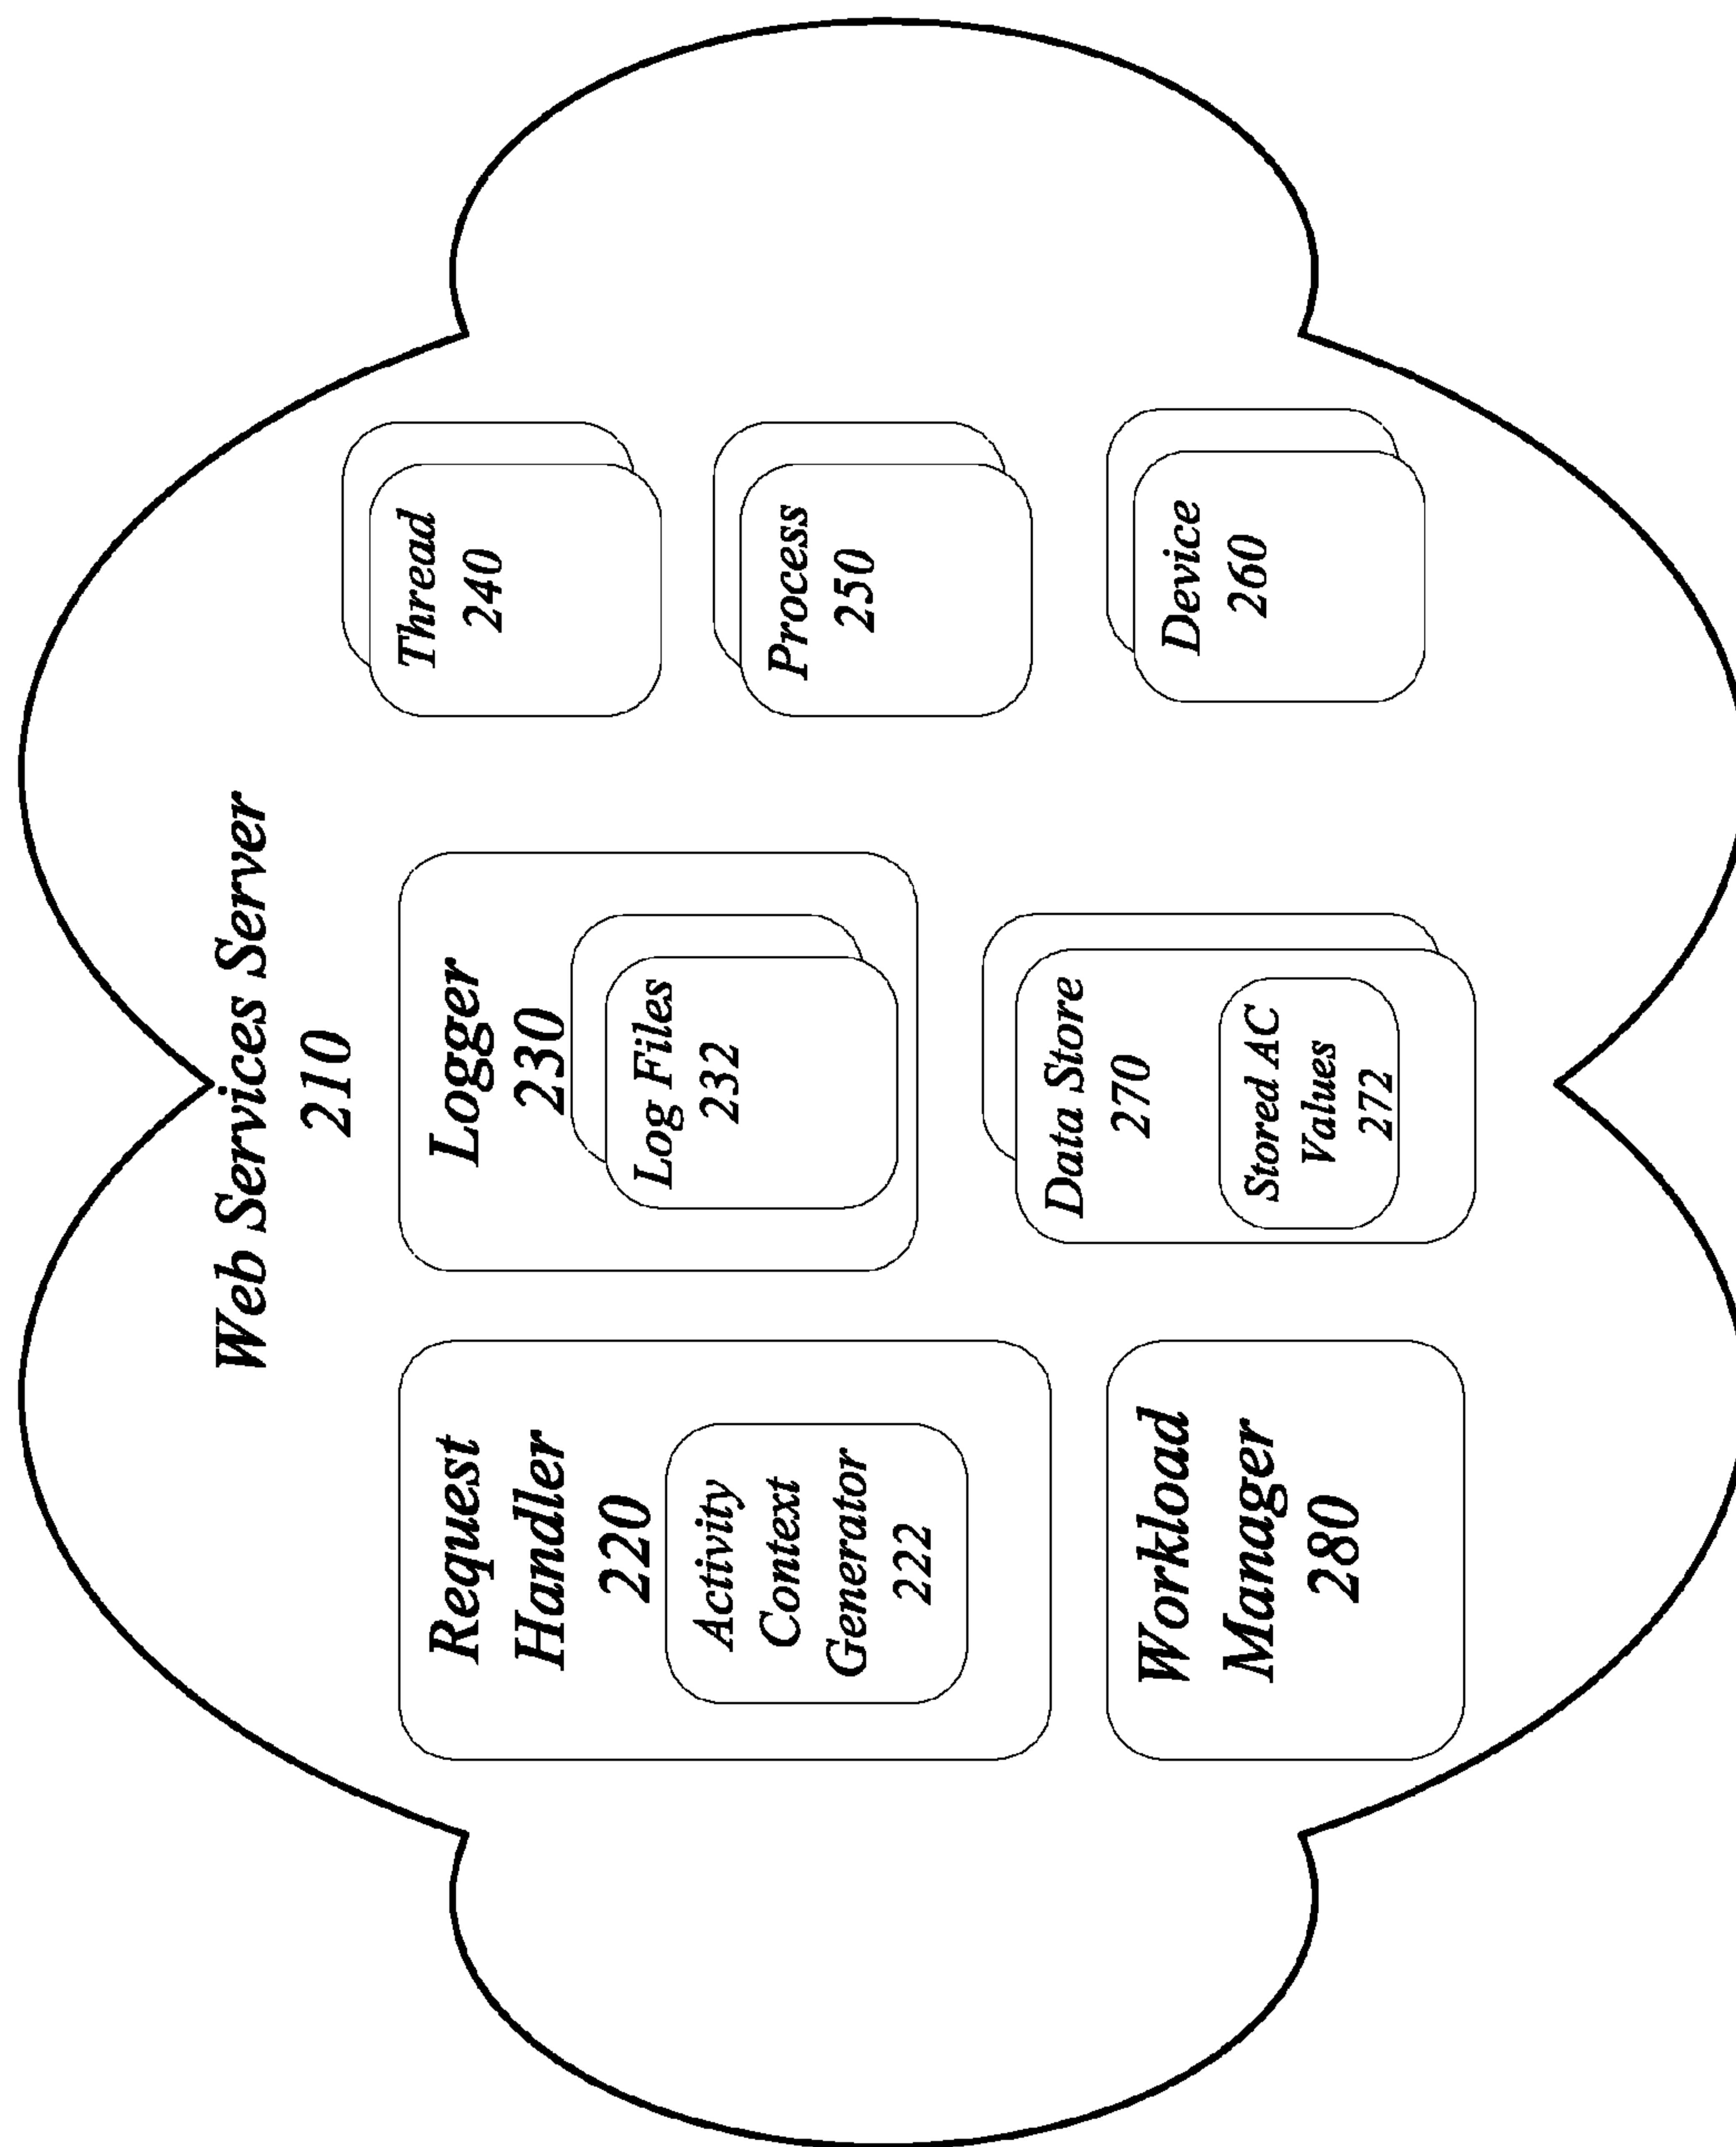 Web Services Server
210
Request
Handler
220
Activity
Context
Generator
222
Logger
230
Log Files
232
Thread
240
Process
250
Device
260
Data Store
270
Stored AC
Values
272
Workload
Manager
280